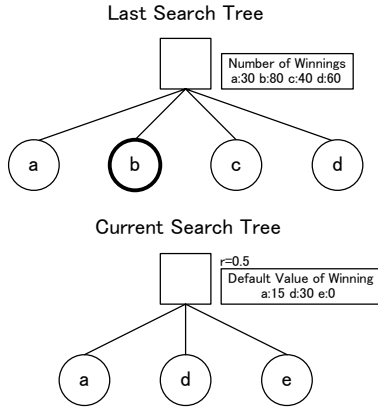 Last Search Tree
Number of Winnings
a:30 b:80 c:40 d:60
a b c d
Current Search Tree
r=0.5
Default Value of Winning
a:15 d:30 e:0
a d e